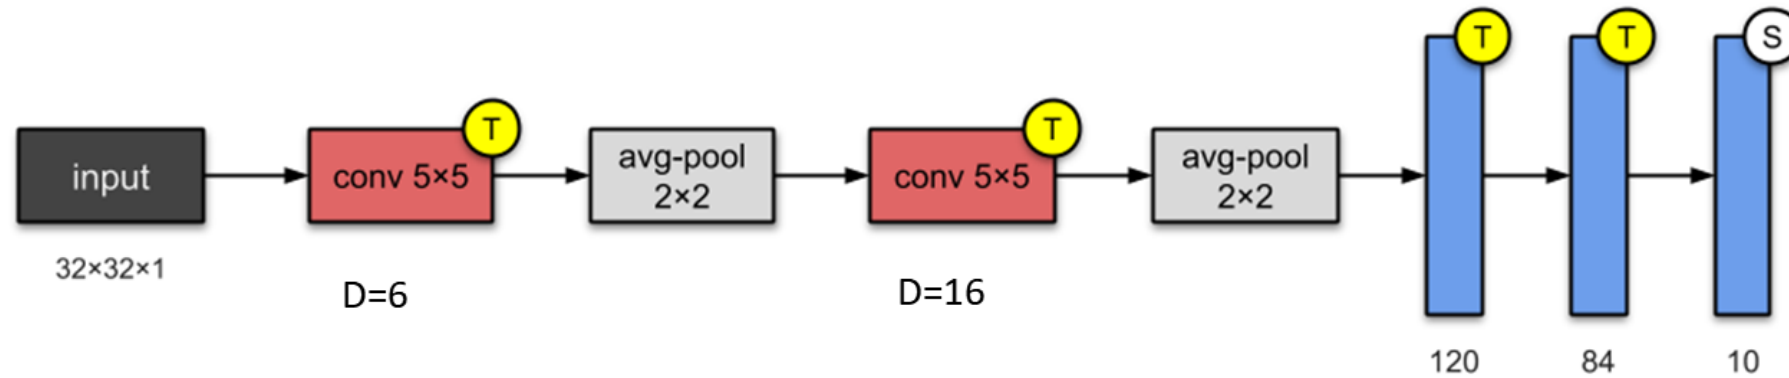 input
32×32×1
conv 5×5
T
D=6
avg-pool
2×2
conv 5×5
T
D=16
avg-pool
2×2
T
120
T
84
S
10